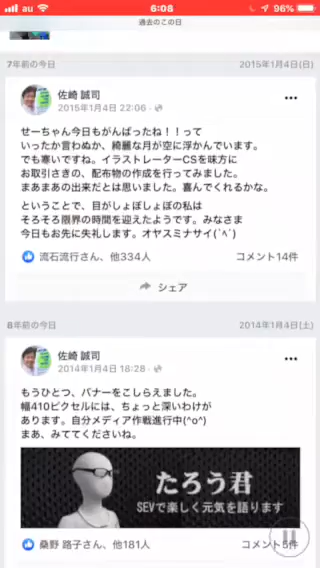 au 6:08 96%
過去のこの日
7年前の今日 2015年1月4日(日)
佐崎 誠司
2015年1月4日 22:06
せーちゃん今日もがんばったね！！って
いったか言わぬか、綺麗な月が空に浮かんでいます。
でも寒いですね。イラストレーターCSを味方に
お取引さきの、配布物の作成を行ってみました。
まあまあの出来だとは思いました。喜んでくれるかな。
ということで、目がしょぼしょぼの私は
そろそろ限界の時間を迎えたようです。みなさま
今日もお先に失礼します。オヤスミナサイ(´^`)
流石流行さん、他334人 コメント14件
シェア
8年前の今日 2014年1月4日(土)
佐崎 誠司
2014年1月4日 18:28
もうひとつ、バナーをこしらえました。
幅410ピクセルには、ちょっと深いわけが
あります。自分メディア作戦進行中(^o^)
まあ、みててくださいね。
たろう君
SEVで楽しく元気を語ります
桑野 路子さん、他181人 コメント5件